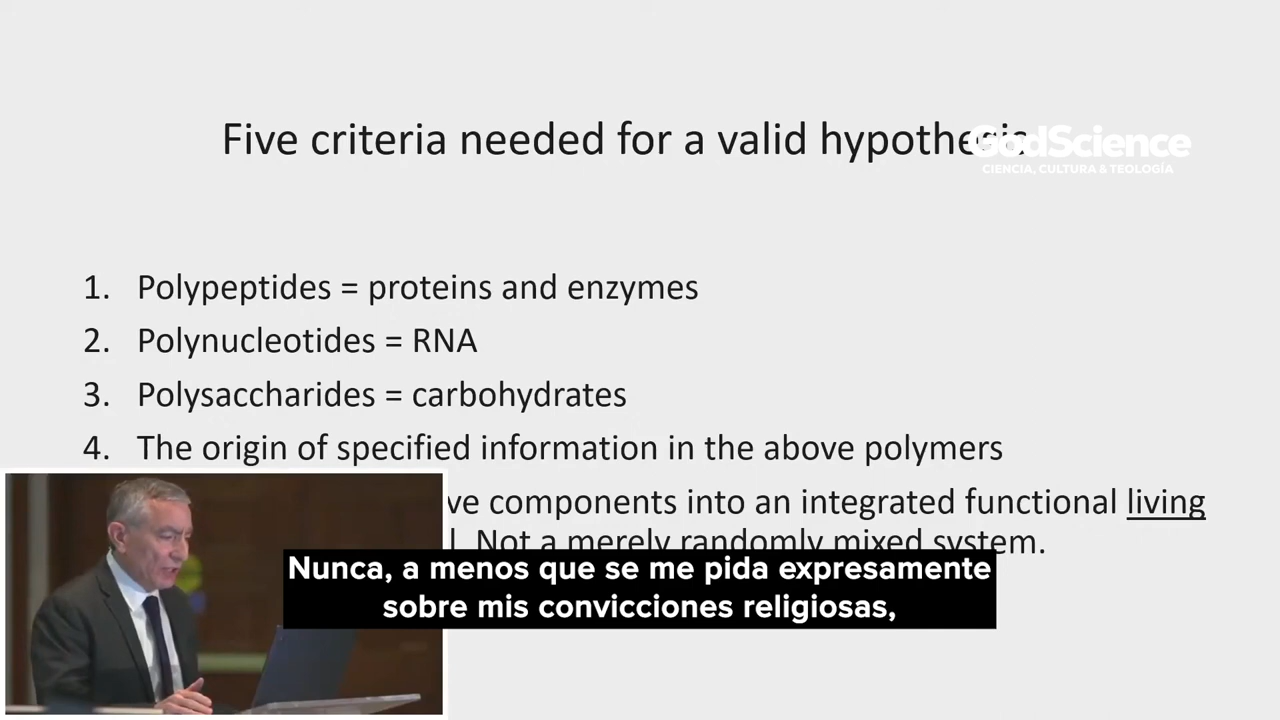 Five criteria needed for a valid hypothesis
GodScience
CIENCIA, CULTURA & TEOLOGÍA
1. Polypeptides = proteins and enzymes
2. Polynucleotides = RNA
3. Polysaccharides = carbohydrates
4. The origin of specified information in the above polymers
components into an integrated functional living
Not a merely randomly mixed system.
Nunca, a menos que se me pida expresamente
sobre mis convicciones religiosas,